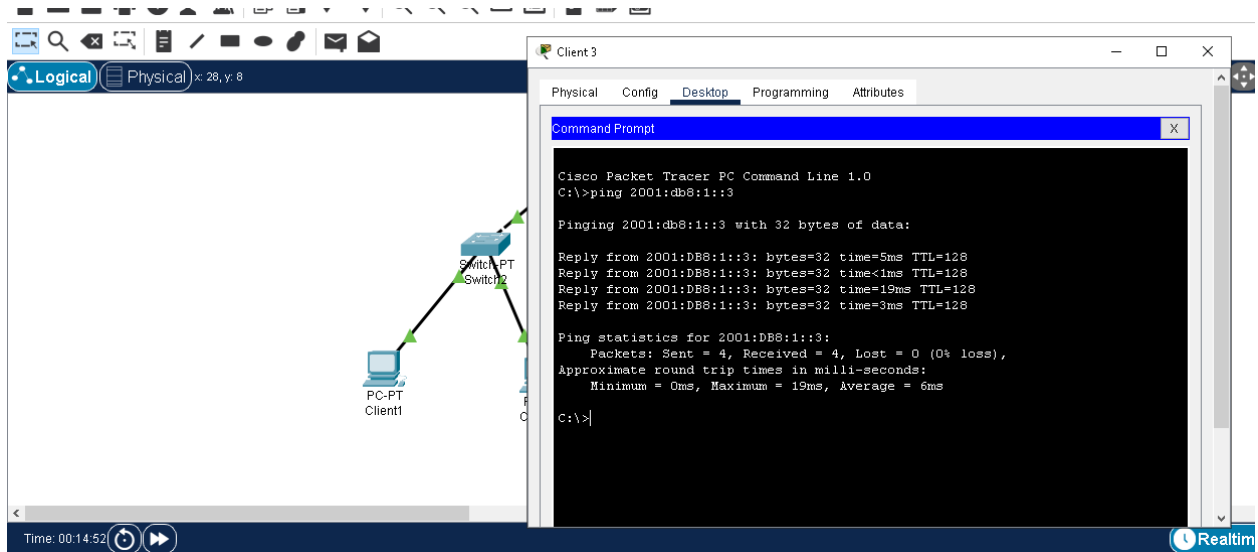 Client 3
Logical
Physical
x: 28, y: 8
Physical Config Desktop Programming Attributes
Command Prompt
X
Cisco Packet Tracer PC Command Line 1.0
C:\>ping 2001:db8:1::3
Pinging 2001:db8:1::3 with 32 bytes of data:
Reply from 2001:DB8:1::3: bytes=32 time=5ms TTL=128
Reply from 2001:DB8:1::3: bytes=32 time<1ms TTL=128
Reply from 2001:DB8:1::3: bytes=32 time=19ms TTL=128
Reply from 2001:DB8:1::3: bytes=32 time=3ms TTL=128
Ping statistics for 2001:DB8:1::3:
Packets: Sent = 4, Received = 4, Lost = 0 (0% loss),
Approximate round trip times in milli-seconds:
Minimum = 0ms, Maximum = 19ms, Average = 6ms
C:\>
Switch-PT
Switch2
PC-PT
Client1
Time: 00:14:52
Realtim